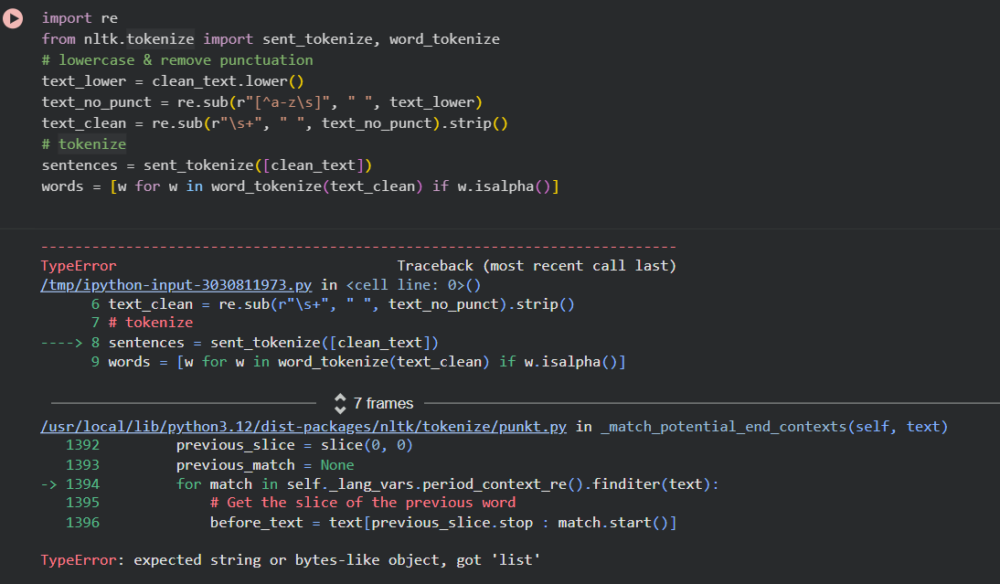 import re
from nltk.tokenize import sent_tokenize, word_tokenize
# lowercase & remove punctuation
text_lower = clean_text.lower()
text_no_punct = re.sub(r"[^a-z\s]", " ", text_lower)
text_clean = re.sub(r"\s+", " ", text_no_punct).strip()
# tokenize
sentences = sent_tokenize([clean_text])
words = [w for w in word_tokenize(text_clean) if w.isalpha()]
---------------------------------------------------------------------------
TypeError                                 Traceback (most recent call last)
/tmp/ipython-input-3030811973.py in <cell line: 0>()
      6 text_clean = re.sub(r"\s+", " ", text_no_punct).strip()
      7 # tokenize
----> 8 sentences = sent_tokenize([clean_text])
      9 words = [w for w in word_tokenize(text_clean) if w.isalpha()]
7 frames
/usr/local/lib/python3.12/dist-packages/nltk/tokenize/punkt.py in _match_potential_end_contexts(self, text)
   1392         previous_slice = slice(0, 0)
   1393         previous_match = None
-> 1394         for match in self._lang_vars.period_context_re().finditer(text):
   1395             # Get the slice of the previous word
   1396             before_text = text[previous_slice.stop : match.start()]
TypeError: expected string or bytes-like object, got 'list'